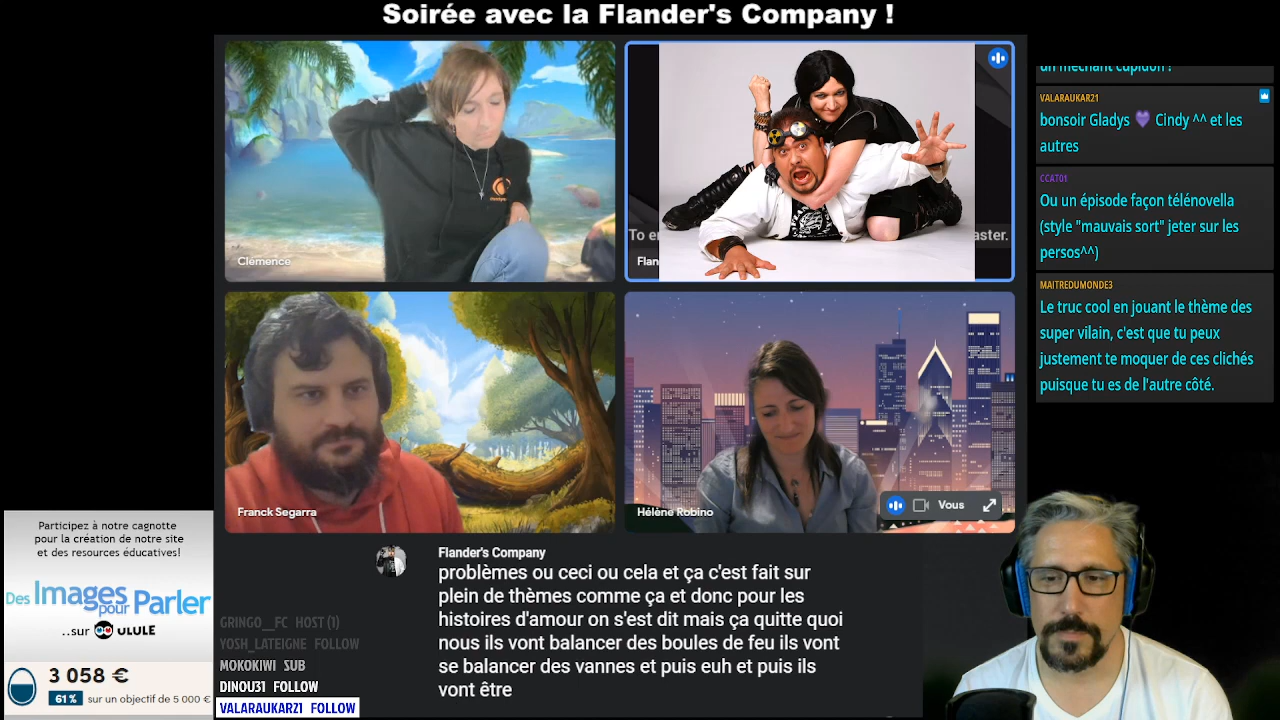 Soirée avec la Flander's Company !
Clémence
To e
aster.
Flan
Franck Segarra
Hélène Robino
Vous
un méchant cupidon !
VALARAUKAR21
bonsoir Gladys 💜 Cindy ^^ et les
autres
CCAT01
Ou un épisode façon télénovella
(style "mauvais sort" jeter sur les
persos^^)
MAITREDUMONDE3
Le truc cool en jouant le thème des
super vilain, c'est que tu peux
justement te moquer de ces clichés
puisque tu es de l'autre côté.
Participez à notre cagnotte
pour la création de notre site
et des resources éducatives!
Des Images pour Parler
..sur ULULE
3 058 €
61 % sur un objectif de 5 000 €
GRINGO__FC HOST (1)
YOSH_LATEIGNE FOLLOW
MOKOKIWI SUB
DINOU31 FOLLOW
VALARAUKAR21 FOLLOW
Flander's Company
problèmes ou ceci ou cela et ça c'est fait sur
plein de thèmes comme ça et donc pour les
histoires d'amour on s'est dit mais ça quitte quoi
nous ils vont balancer des boules de feu ils vont
se balancer des vannes et puis euh et puis ils
vont être